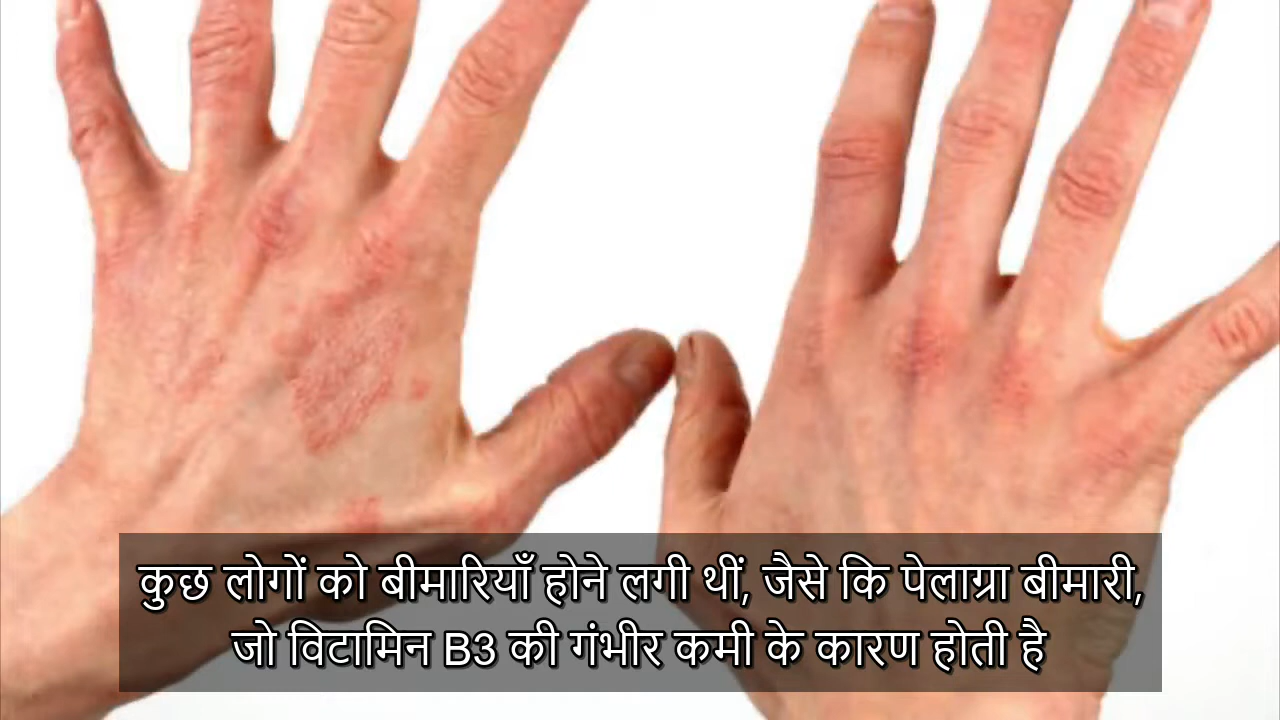 कुछ लोगों को बीमारियाँ होने लगी थीं, जैसे कि पेलाग्रा बीमारी,
जो विटामिन B3 की गंभीर कमी के कारण होती है